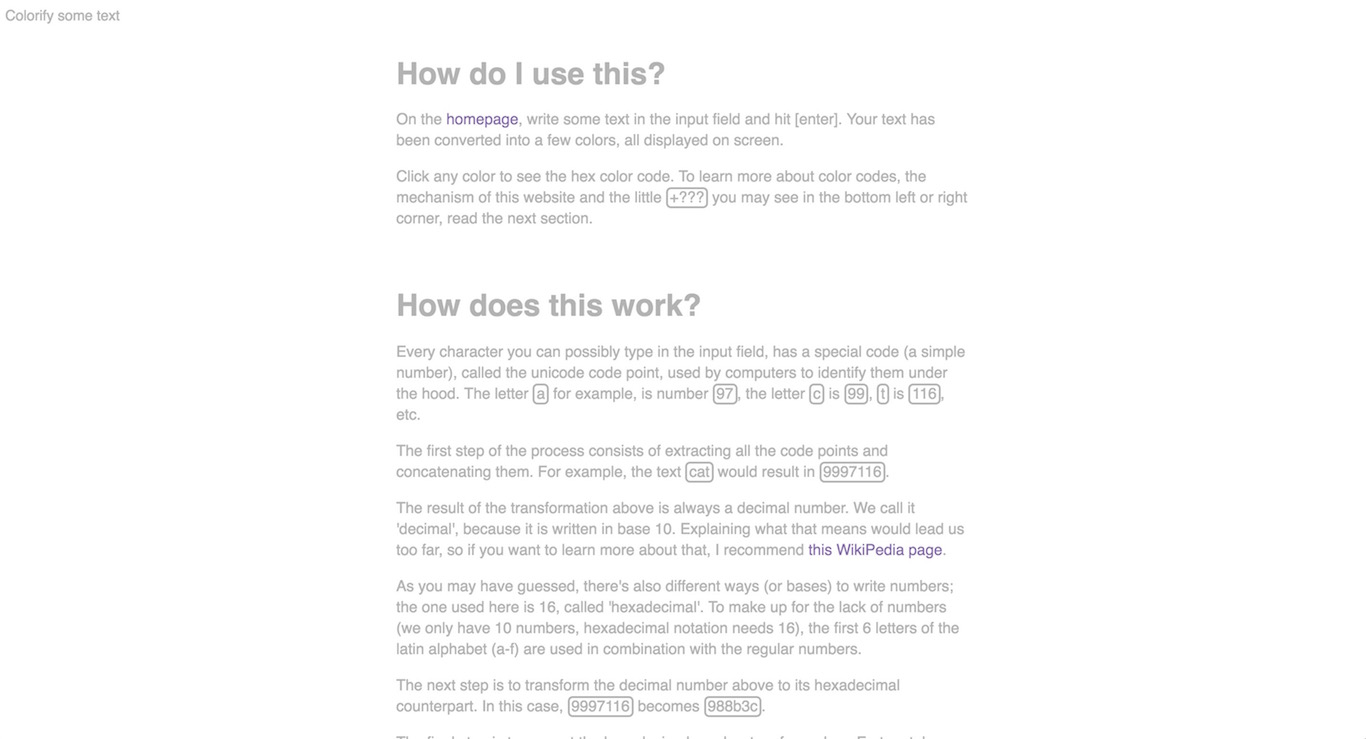 Colorify some text
How do I use this?
On the homepage, write some text in the input field and hit [enter]. Your text has
been converted into a few colors, all displayed on screen.
Click any color to see the hex color code. To learn more about color codes, the
mechanism of this website and the little +??? you may see in the bottom left or right
corner, read the next section.
How does this work?
Every character you can possibly type in the input field, has a special code (a simple
number), called the unicode code point, used by computers to identify them under
the hood. The letter a for example, is number 97, the letter c is 99, t is 116,
etc.
The first step of the process consists of extracting all the code points and
concatenating them. For example, the text cat would result in 9997116.
The result of the transformation above is always a decimal number. We call it
'decimal', because it is written in base 10. Explaining what that means would lead us
too far, so if you want to learn more about that, I recommend this WikiPedia page.
As you may have guessed, there's also different ways (or bases) to write numbers;
the one used here is 16, called 'hexadecimal'. To make up for the lack of numbers
(we only have 10 numbers, hexadecimal notation needs 16), the first 6 letters of the
latin alphabet (a-f) are used in combination with the regular numbers.
The next step is to transform the decimal number above to its hexadecimal
counterpart. In this case, 9997116 becomes 988b3c.